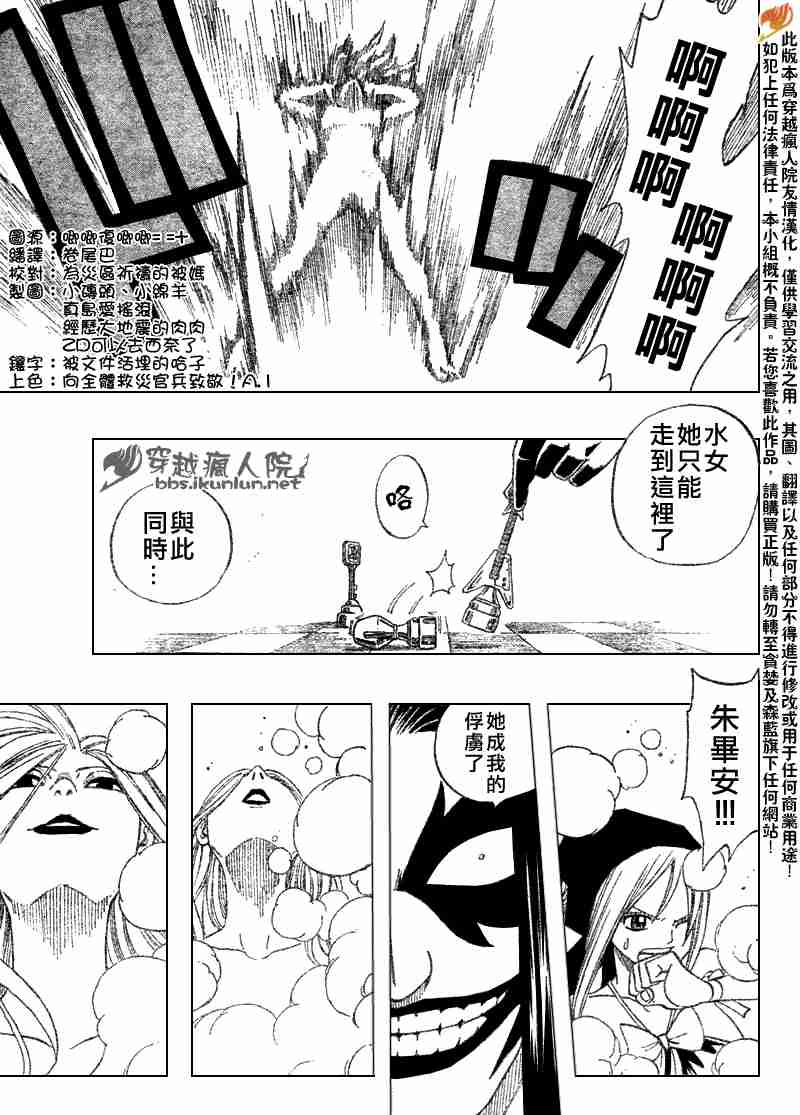 此版本爲穿越瘋人院友情漢化，僅供學習交流之用，其圖、翻譯以及任何部分不得進行修改或用于任何商業用途！
如犯上任何法律責任，本小組概不負責。若您喜歡此作品，請購買正版！請勿轉至貪婪及森藍旗下任何網站！
啊啊啊
啊啊啊啊
圖源：唧唧復唧唧==+
翻譯：卷尾巴
校對：為災區祈禱的被媽
製圖：小磚頭、小綿羊
真島愛搖滾
經歷大地震的肉肉
ZOO可以去西奈了
鑲字：被文件活埋的哈子
上色：向全體救災官兵致敬！A.I
水女
她只能
走到這裡
了
咯
穿越瘋人院
bbs.ikunlun.net
與此
同時…
朱畢安!!!
她成我的
俘虜了